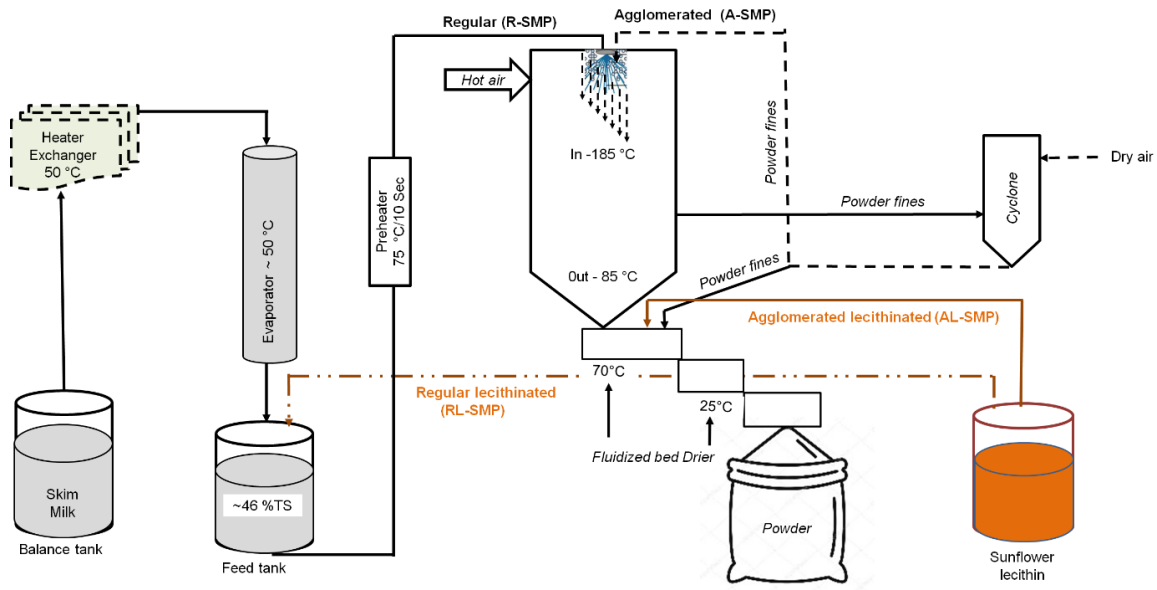 Regular (R-SMP)
Agglomerated (A-SMP)
Hot air
Heater
Exchanger
50 °C
In -185 °C
Powder fines
Dry air
Cyclone
Powder fines
Preheater
75 °C/10 Sec
Evaporator ~ 50 °C
0ut - 85 °C
Powder fines
Agglomerated lecithinated (AL-SMP)
70°C
Regular lecithinated
(RL-SMP)
25°C
Fluidized bed Drier
Skim
Milk
~46 %TS
Powder
Balance tank
Feed tank
Sunflower
lecithin